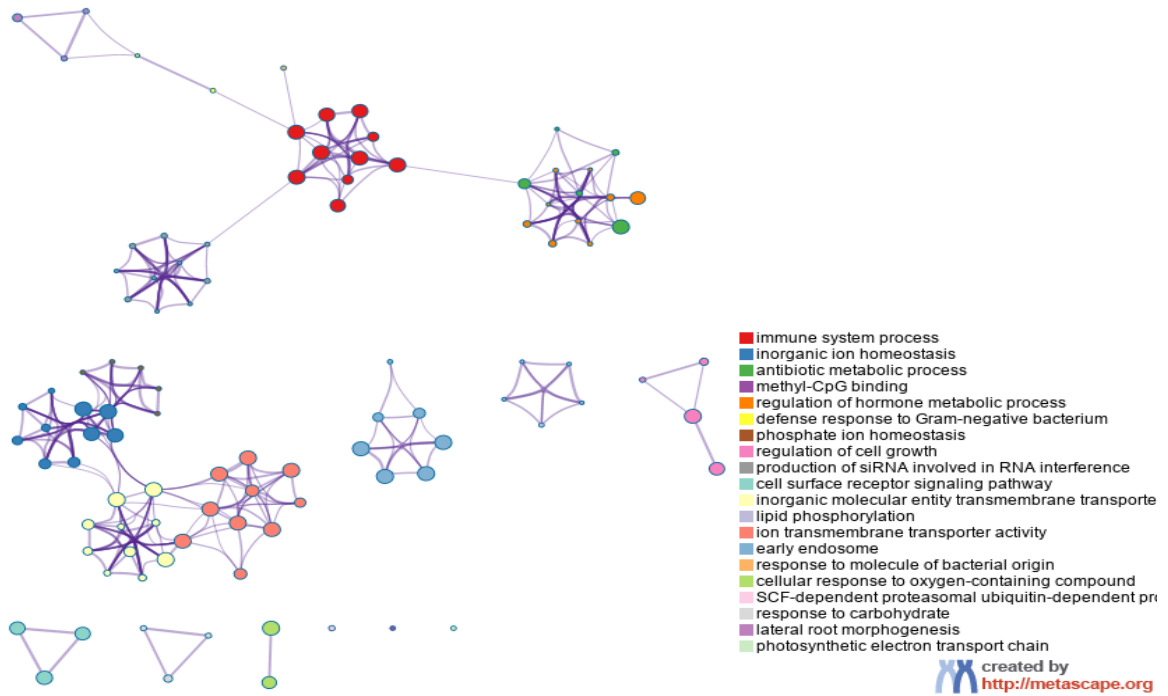 immune system process
inorganic ion homeostasis
antibiotic metabolic process
methyl-CpG binding
regulation of hormone metabolic process
defense response to Gram-negative bacterium
phosphate ion homeostasis
regulation of cell growth
production of siRNA involved in RNA interference
cell surface receptor signaling pathway
inorganic molecular entity transmembrane transporte
lipid phosphorylation
ion transmembrane transporter activity
early endosome
response to molecule of bacterial origin
cellular response to oxygen-containing compound
SCF-dependent proteasomal ubiquitin-dependent pro
response to carbohydrate
lateral root morphogenesis
photosynthetic electron transport chain
created by
http://metascape.org